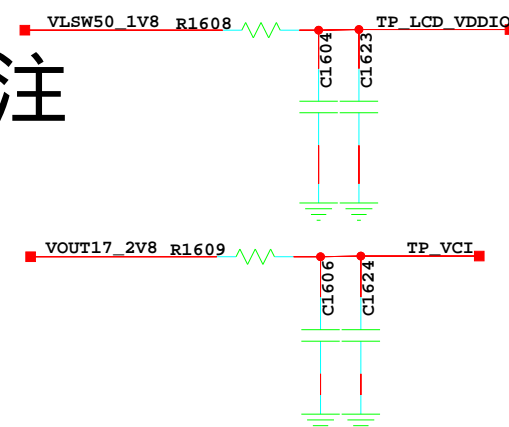 VLSW50_1V8 R1608 TP_LCD_VDDIO
C1604
C1623
注
VOUT17_2V8 R1609 TP_VCI
C1606
C1624